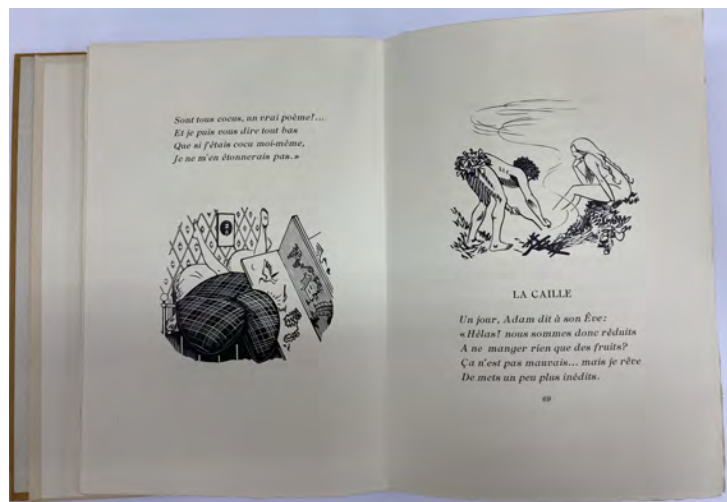 Sont tous cocus, un vrai poème!...
Et je puis vous dire tout bas
Que si j'étais cocu moi-même,
Je ne m'en étonnerais pas.»
LA CAILLE
Un jour, Adam dit à son Ève:
«Hélas! nous sommes donc réduits
A ne manger rien que des fruits?
Ça n'est pas mauvais... mais je rêve
De mets un peu plus inédits.
69